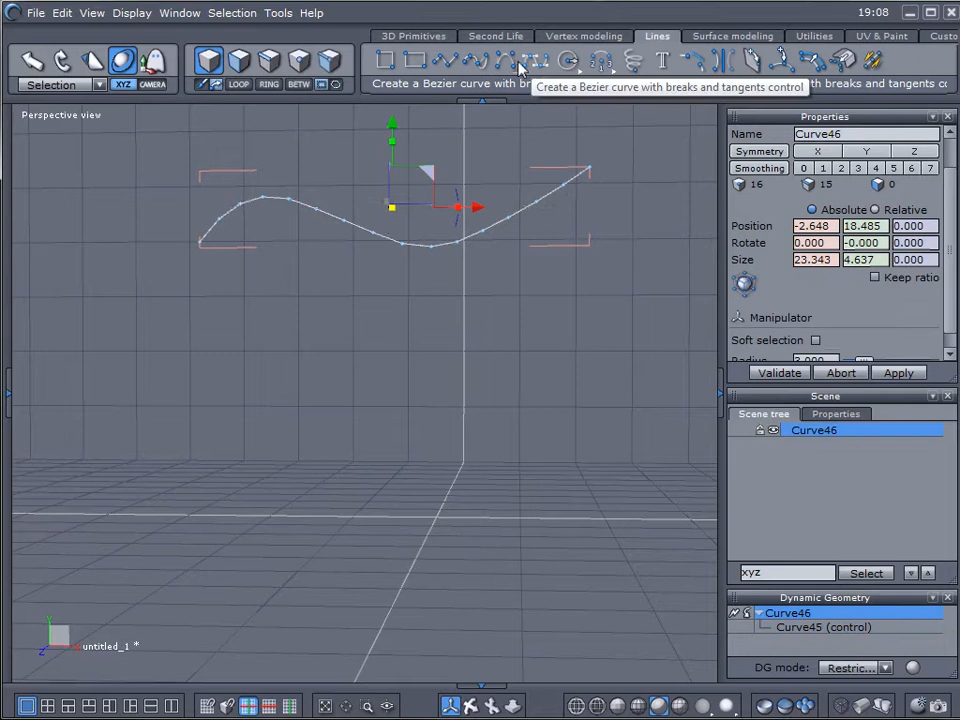 File Edit View Display Window Selection Tools Help 19:08
3D Primitives Second Life Vertex modeling Lines Surface modeling Utilities UV & Paint Custo
Selection XYZ CAMERA LOOP RING BETW
Create a Bezier curve with br
Create a Bezier curve with breaks and tangents control
th breaks and tangents cc
Perspective view
Properties
Name Curve46
Symmetry X Y Z
Smoothing 0 1 2 3 4 5 6 7
16 15 0
Absolute Relative
Position -2.648 18.485 0.000
Rotate 0.000 -0.000 0.000
Size 23.343 4.637 0.000
Keep ratio
Manipulator
Soft selection
Radius 3.000
Validate Abort Apply
Scene
Scene tree Properties
Curve46
xyz Select
Dynamic Geometry
Curve46
Curve45 (control)
DG mode: Restric...
Y
Z
untitled_1 *